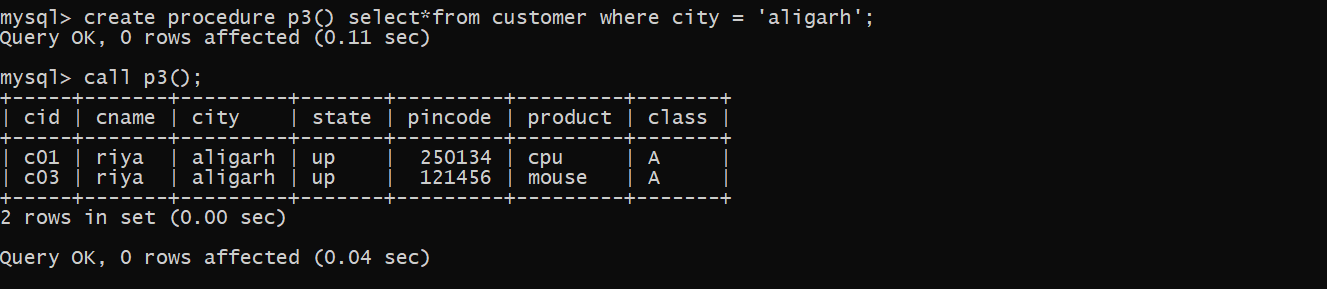 mysql> create procedure p3() select*from customer where city = 'aligarh';
Query OK, 0 rows affected (0.11 sec)
mysql> call p3();
+-----+-------+---------+-------+---------+---------+-------+
| cid | cname | city    | state | pincode | product | class |
+-----+-------+---------+-------+---------+---------+-------+
| c01 | riya  | aligarh | up    |  250134 | cpu     | A     |
| c03 | riya  | aligarh | up    |  121456 | mouse   | A     |
+-----+-------+---------+-------+---------+---------+-------+
2 rows in set (0.00 sec)
Query OK, 0 rows affected (0.04 sec)